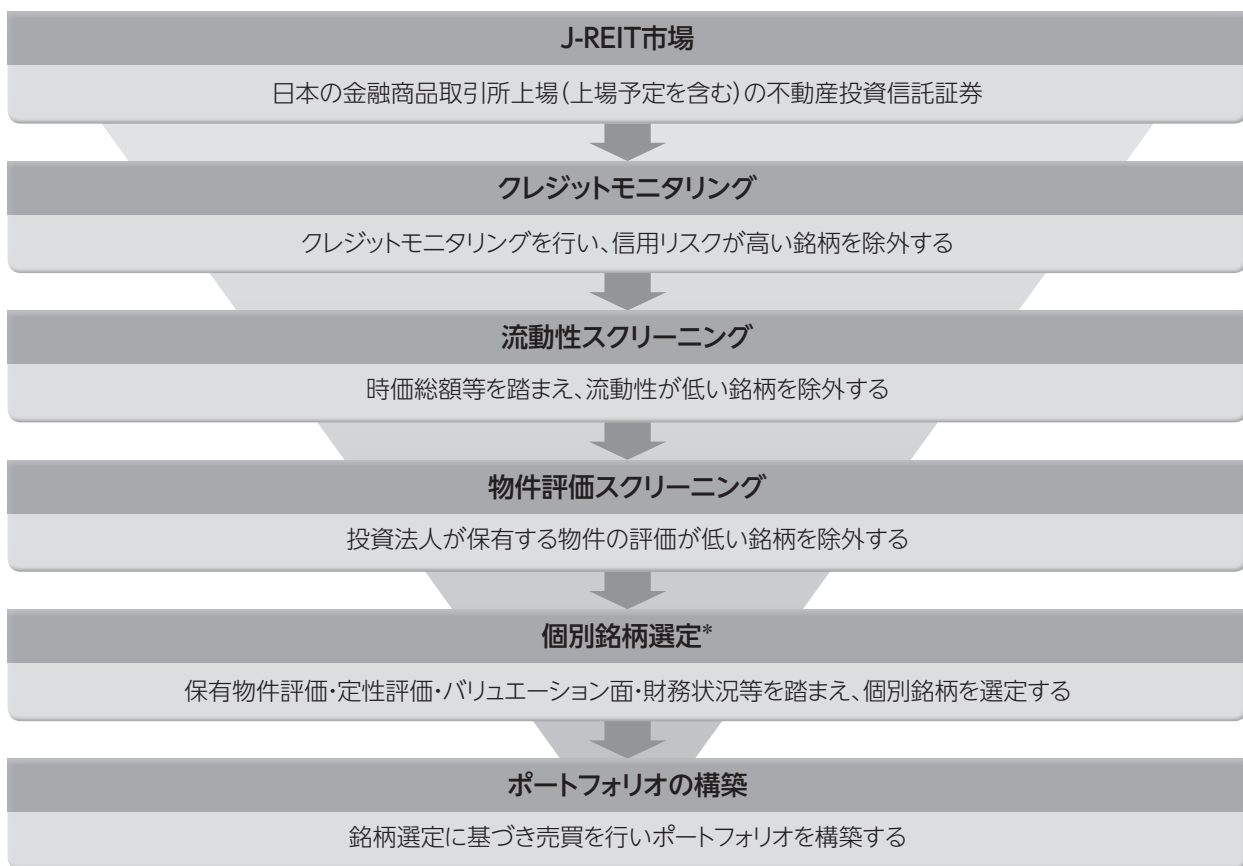 J-REIT市場
日本の金融商品取引所上場(上場予定を含む)の不動産投資信託証券
クレジットモニタリング
クレジットモニタリングを行い、信用リスクが高い銘柄を除外する
流動性スクリーニング
時価総額等を踏まえ、流動性が低い銘柄を除外する
物件評価スクリーニング
投資法人が保有する物件の評価が低い銘柄を除外する
個別銘柄選定*
保有物件評価・定性評価・バリュエーション面・財務状況等を踏まえ、個別銘柄を選定する
ポートフォリオの構築
銘柄選定に基づき売買を行いポートフォリオを構築する